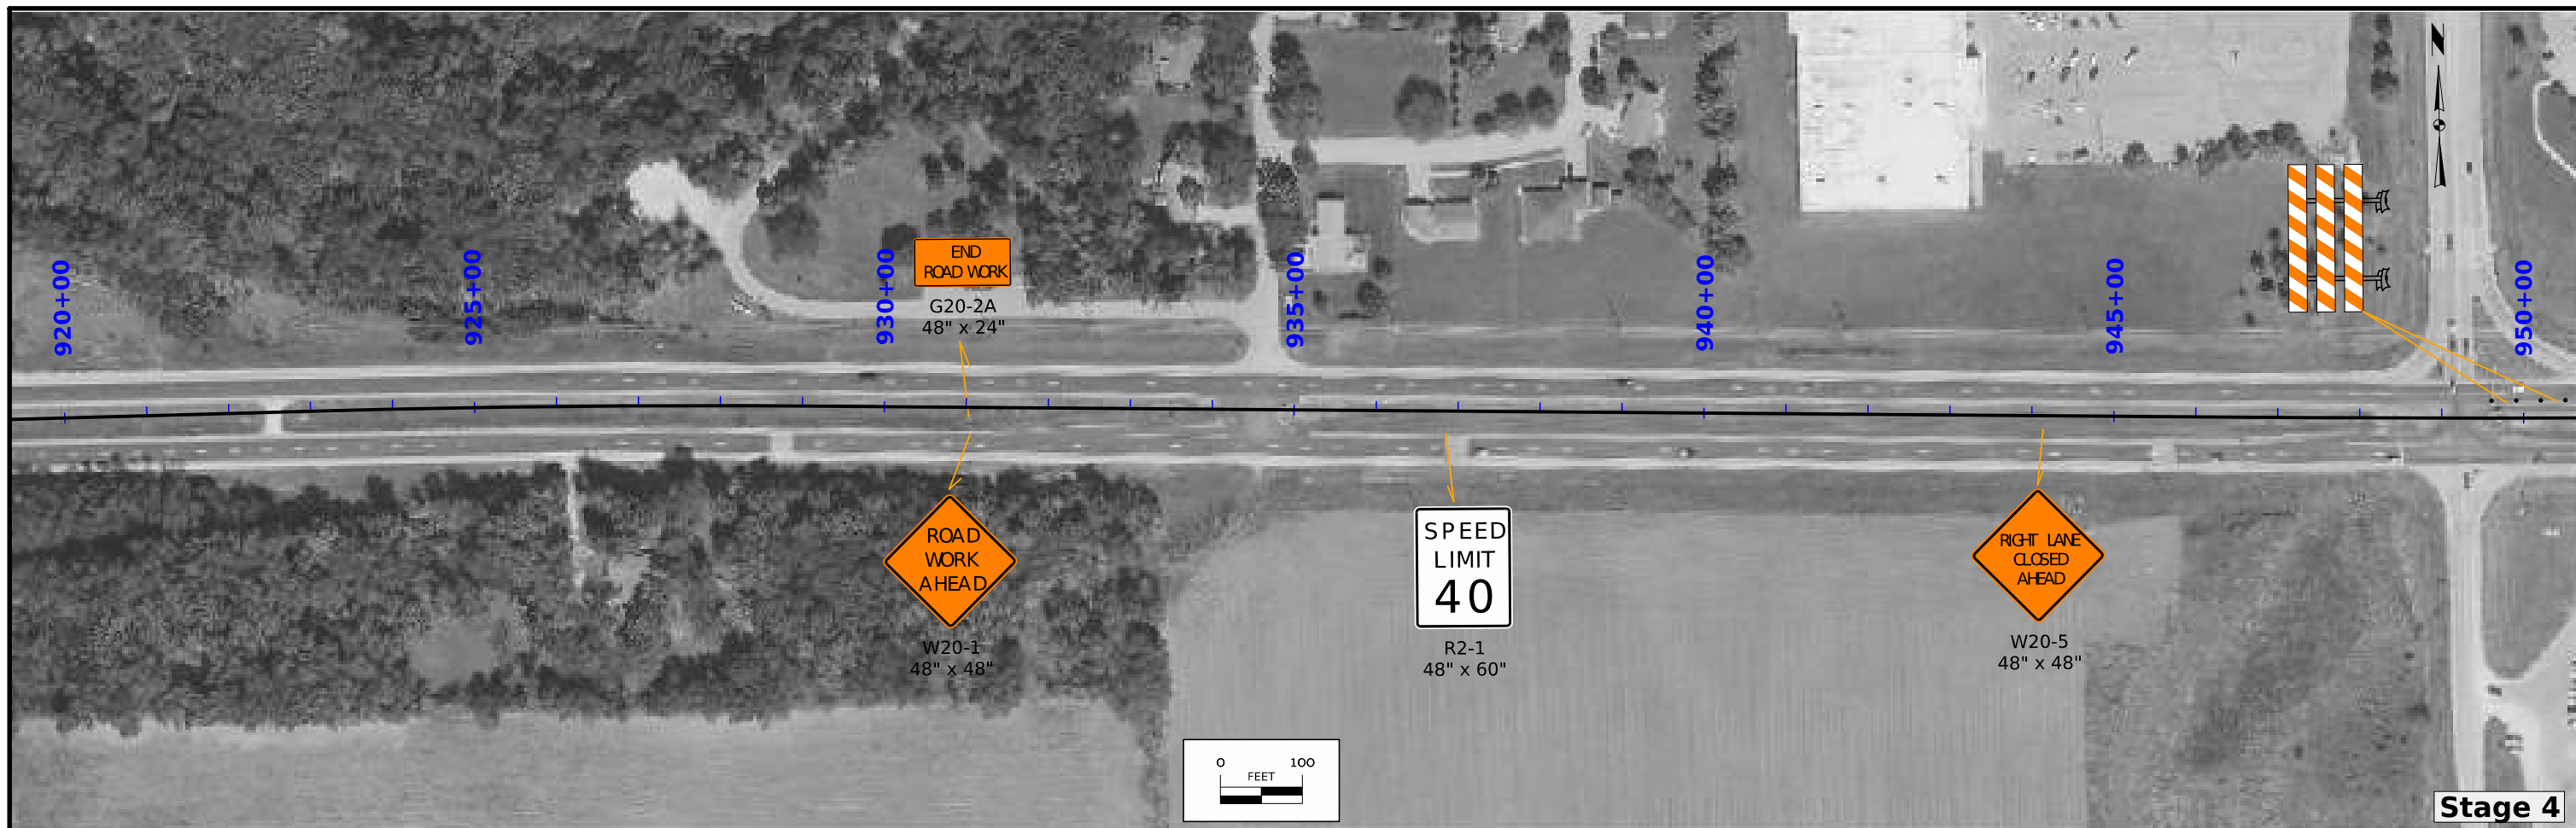 N
920+00
925+00
930+00
935+00
940+00
945+00
950+00
END
ROAD WORK
G20-2A
48" x 24"
ROAD
WORK
AHEAD
W20-1
48" x 48"
SPEED
LIMIT
40
R2-1
48" x 60"
RIGHT LANE
CLOSED
AHEAD
W20-5
48" x 48"
0 100
FEET
Stage 4